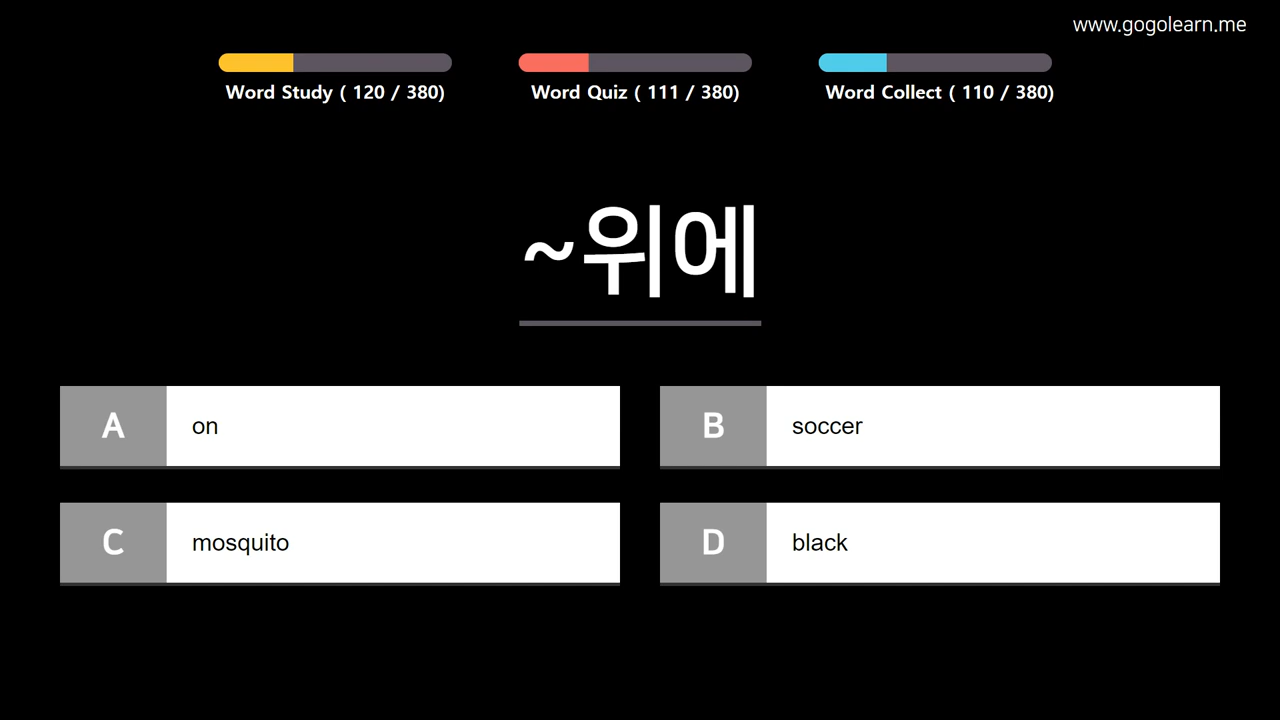 www.gogolearn.me
Word Study ( 120 / 380)
Word Quiz ( 111 / 380)
Word Collect ( 110 / 380)
~위에
A on
B soccer
C mosquito
D black